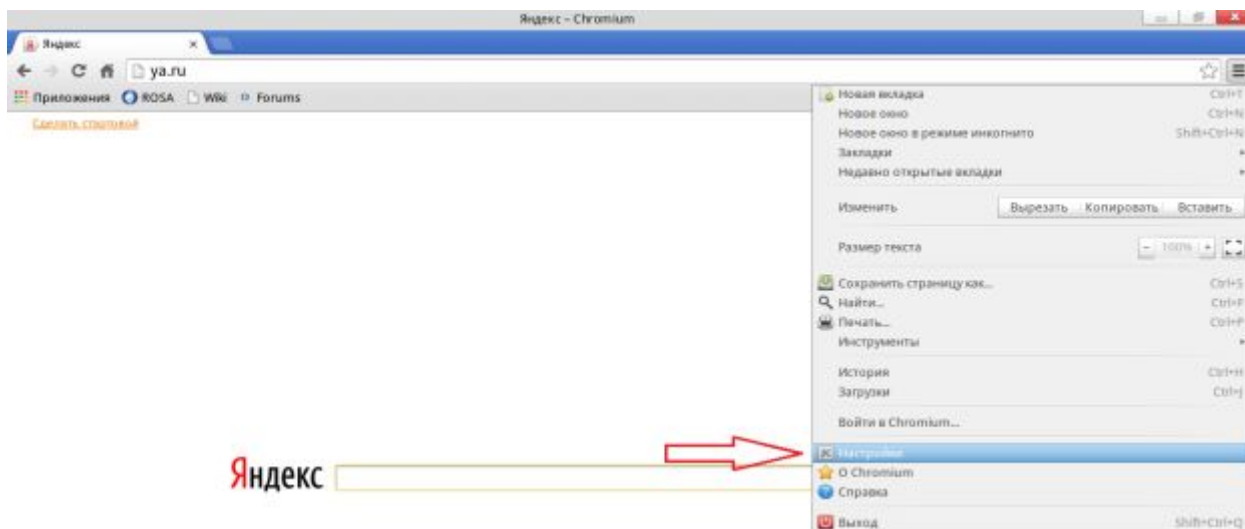 Яндекс - Chromium
Яндекс
ya.ru
Приложения ROSA Wiki Forums
Сделать стартовой
Новая вкладка Ctrl+T
Новое окно Ctrl+N
Новое окно в режиме инкогнито Shift+Ctrl+N
Закладки
Недавно открытые вкладки
Изменить Вырезать Копировать Вставить
Размер текста - 100% +
Сохранить страницу как... Ctrl+S
Найти... Ctrl+F
Печать... Ctrl+P
Инструменты
История Ctrl+H
Загрузки Ctrl+J
Войти в Chromium...
Настройки
Яндекс
О Chromium
Справка
Выход Shift+Ctrl+Q